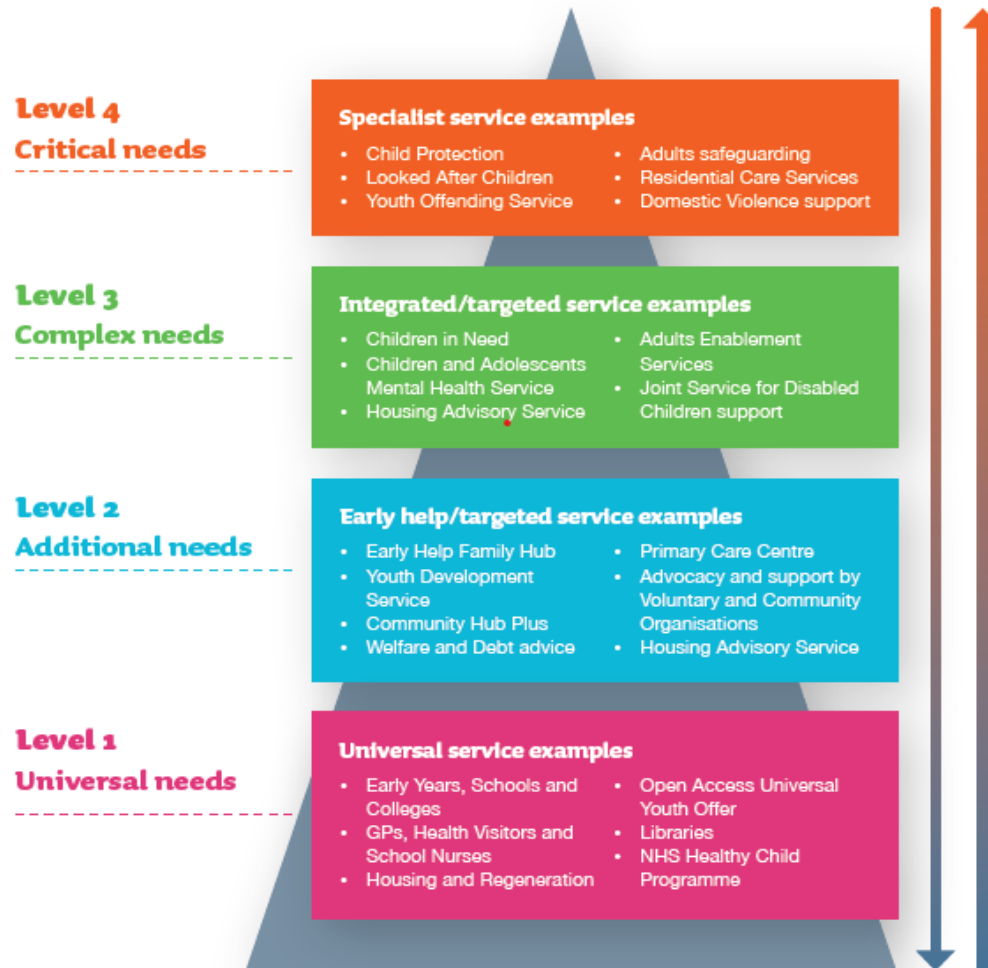 Level 4
Critical needs
Specialist service examples
• Child Protection
• Looked After Children
• Youth Offending Service
• Adults safeguarding
• Residential Care Services
• Domestic Violence support
Level 3
Complex needs
Integrated/targeted service examples
• Children in Need
• Children and Adolescents
Mental Health Service
• Housing Advisory Service
• Adults Enablement
Services
• Joint Service for Disabled
Children support
Level 2
Additional needs
Early help/targeted service examples
• Early Help Family Hub
• Youth Development
Service
• Community Hub Plus
• Welfare and Debt advice
• Primary Care Centre
• Advocacy and support by
Voluntary and Community
Organisations
• Housing Advisory Service
Level 1
Universal needs
Universal service examples
• Early Years, Schools and
Colleges
• GPs, Health Visitors and
School Nurses
• Housing and Regeneration
• Open Access Universal
Youth Offer
• Libraries
• NHS Healthy Child
Programme